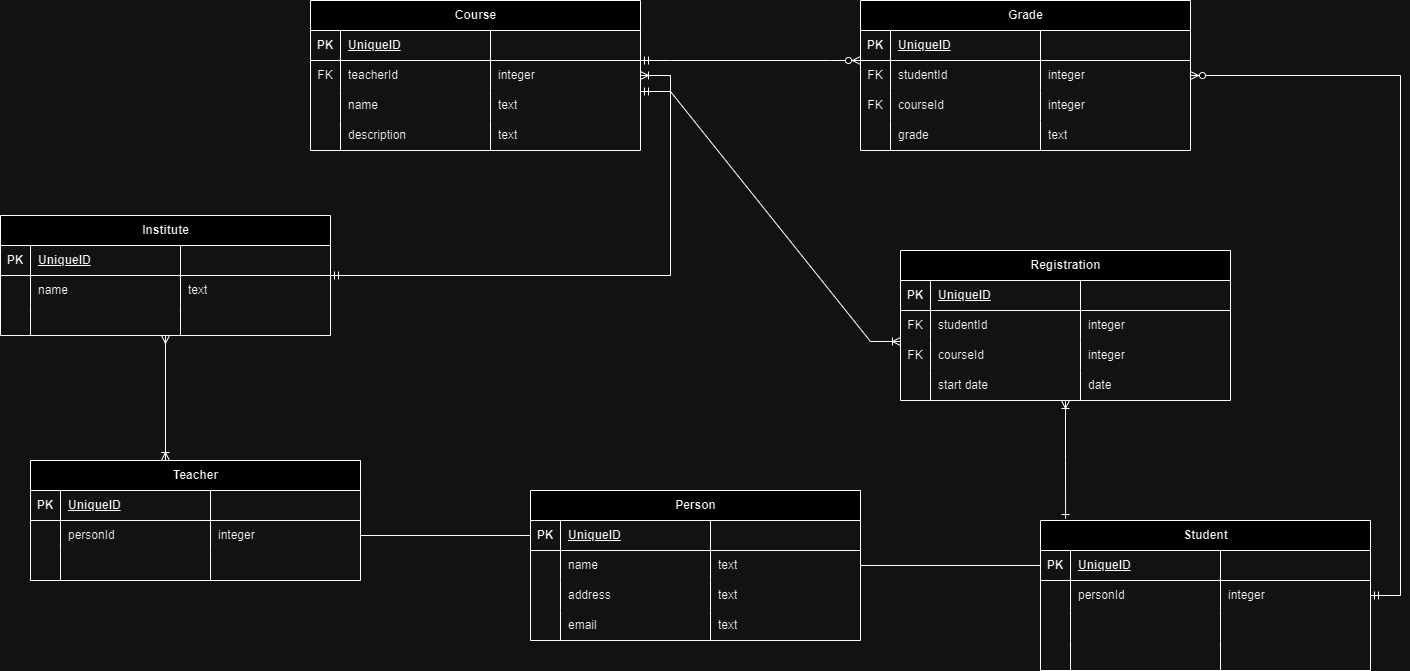 Course
PK UniqueID
FK teacherId integer
name text
description text
Grade
PK UniqueID
FK studentId integer
FK courseId integer
grade text
Institute
PK UniqueID
name text
Registration
PK UniqueID
FK studentId integer
FK courseId integer
start date date
Teacher
PK UniqueID
personId integer
Person
PK UniqueID
name text
address text
email text
Student
PK UniqueID
personId integer